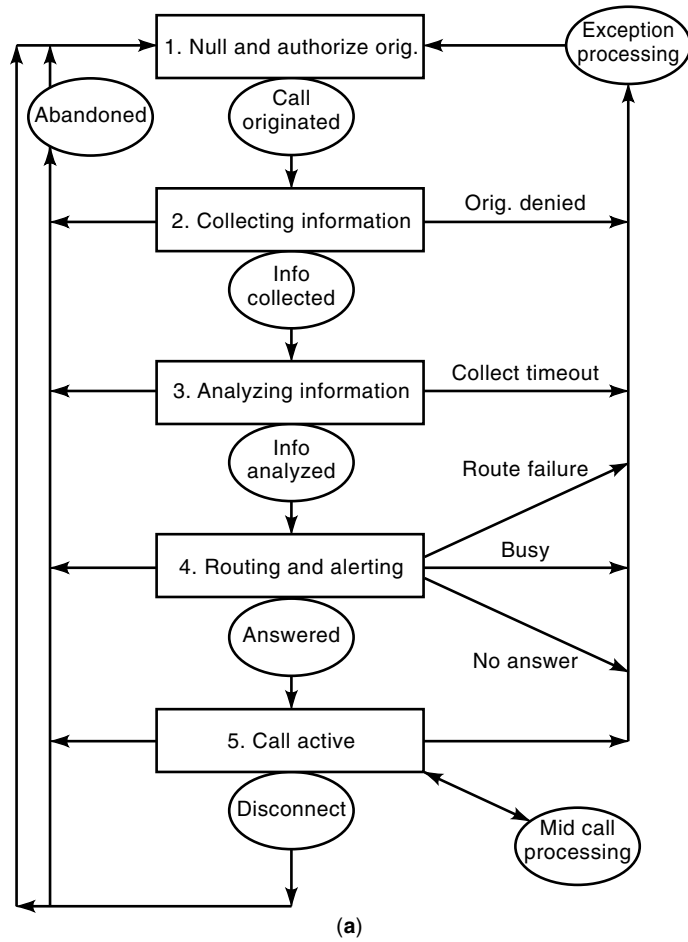 1. Null and authorize orig.
Exception
processing
Abandoned
Call
originated
2. Collecting information
Orig. denied
Info
collected
3. Analyzing information
Collect timeout
Info
analyzed
Route failure
4. Routing and alerting
Busy
Answered
No answer
5. Call active
Disconnect
Mid call
processing
(a)